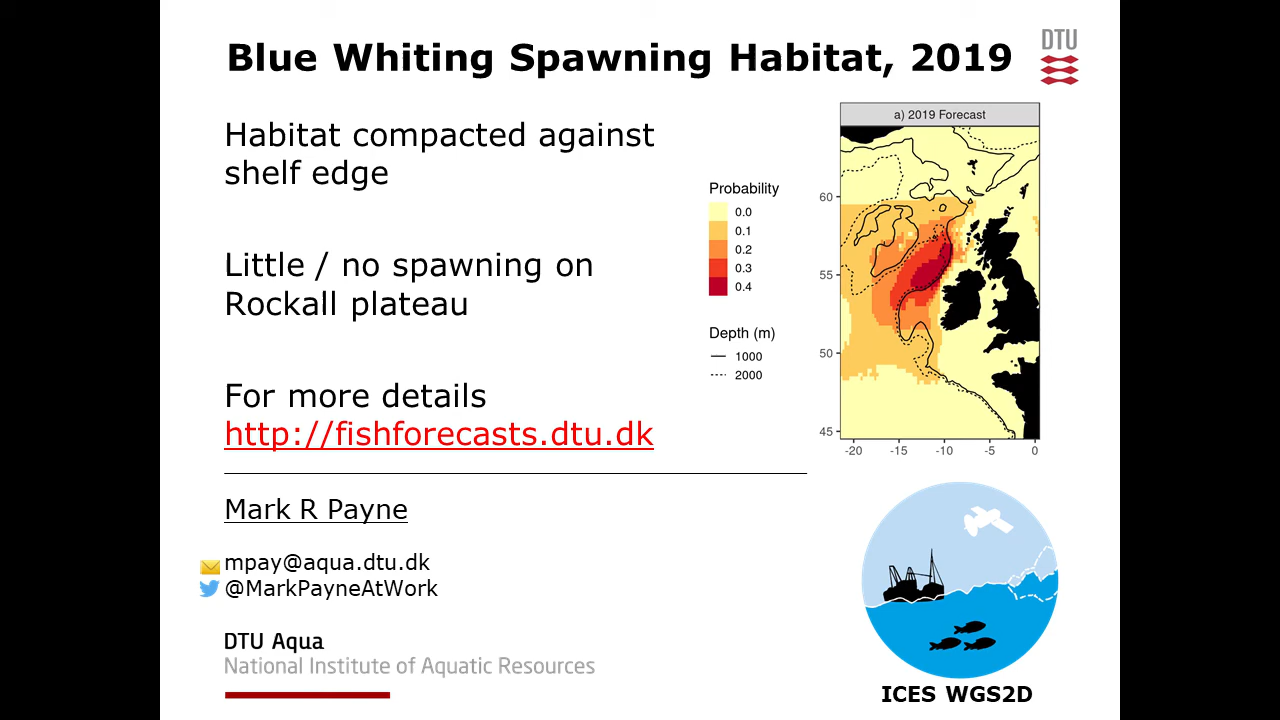 Blue Whiting Spawning Habitat, 2019
DTU
Habitat compacted against
shelf edge
Little / no spawning on
Rockall plateau
For more details
http://fishforecasts.dtu.dk
Mark R Payne
mpay@aqua.dtu.dk
@MarkPayneAtWork
DTU Aqua
National Institute of Aquatic Resources
Probability
0.0
0.1
0.2
0.3
0.4
Depth (m)
1000
2000
a) 2019 Forecast
60
55
50
45
-20 -15 -10 -5 0
ICES WGS2D